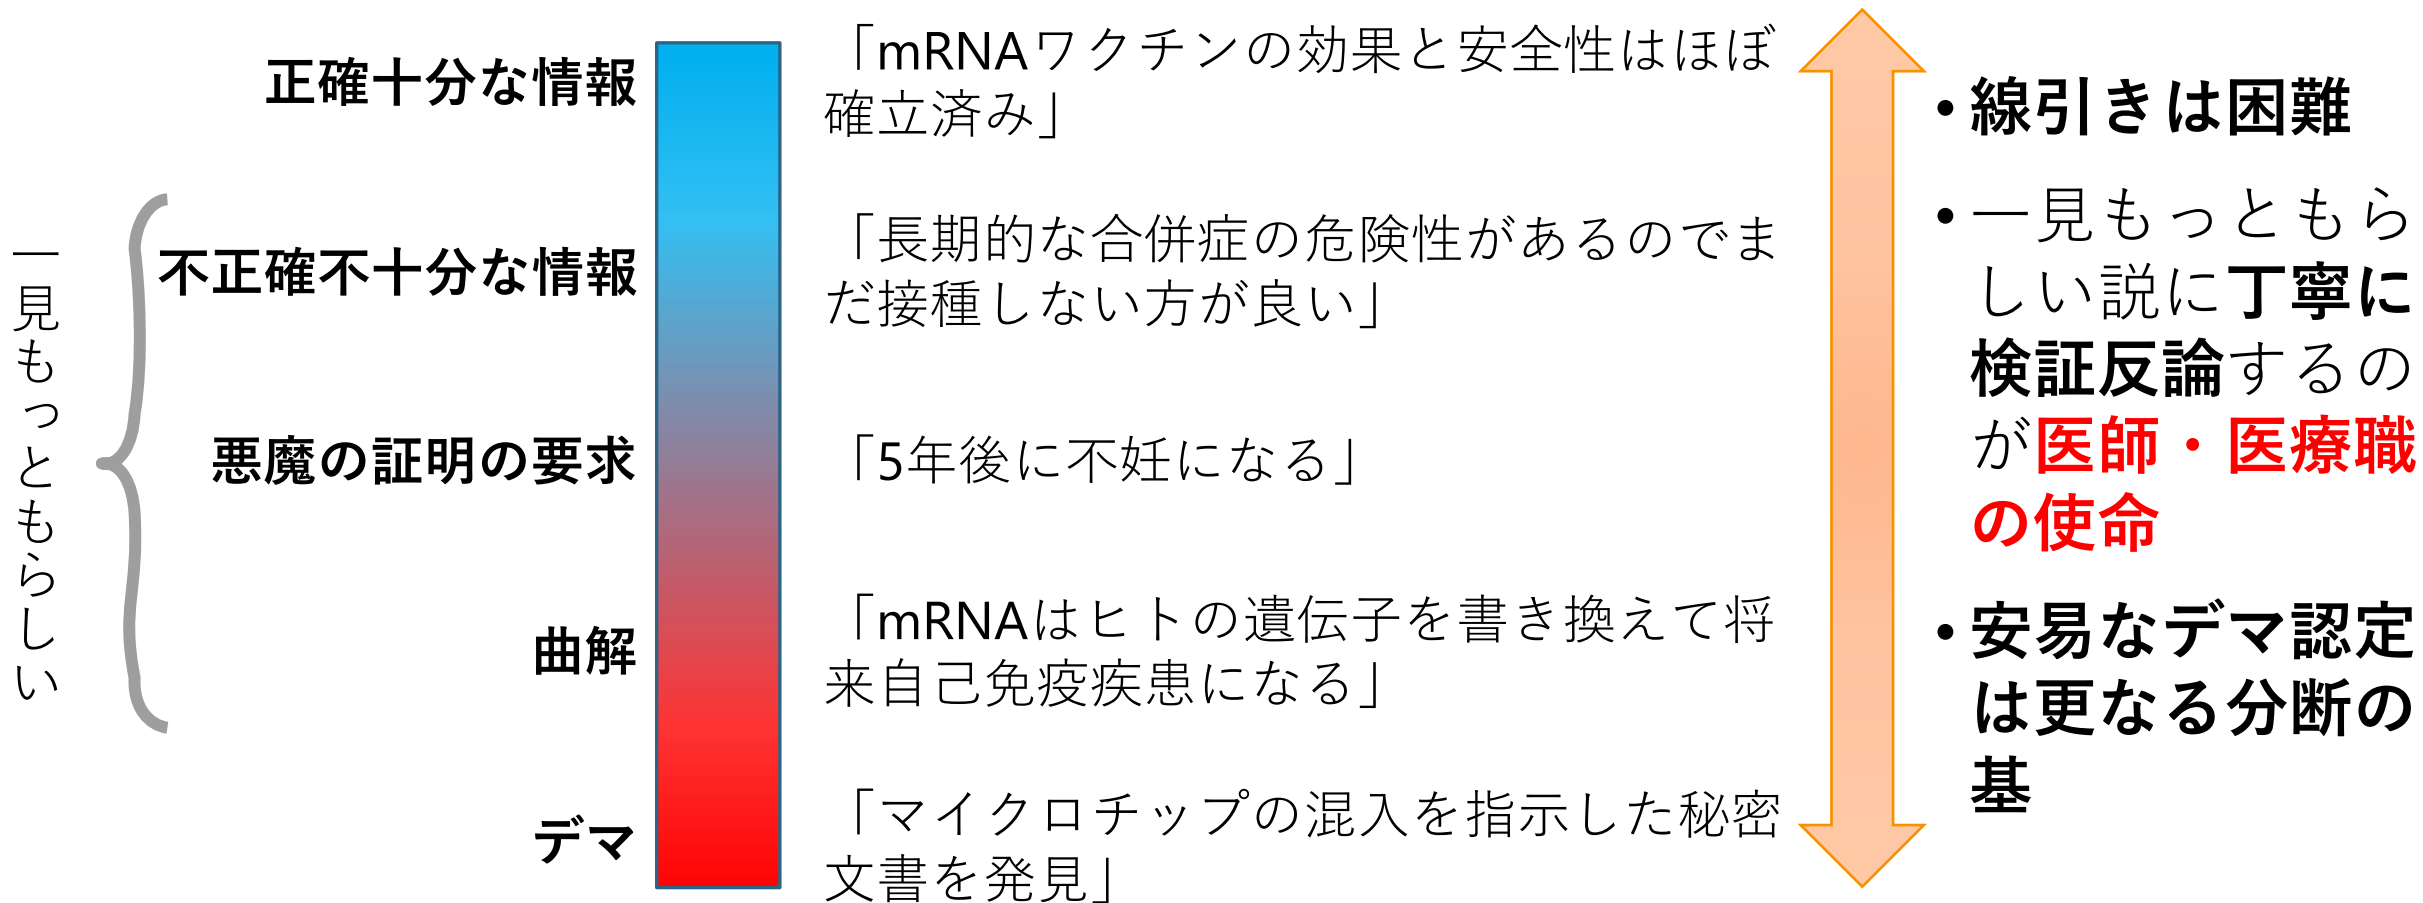 一見もっともらしい
正確十分な情報
「mRNAワクチンの効果と安全性はほぼ
確立済み」
不正確不十分な情報
「長期的な合併症の危険性があるのでま
だ接種しない方が良い」
悪魔の証明の要求
「5年後に不妊になる」
曲解
「mRNAはヒトの遺伝子を書き換えて将
来自己免疫疾患になる」
デマ
「マイクロチップの混入を指示した秘密
文書を発見」
• 線引きは困難
• 一見もっともら
しい説に丁寧に
検証反論するの
が医師・医療職
の使命
• 安易なデマ認定
は更なる分断の
基